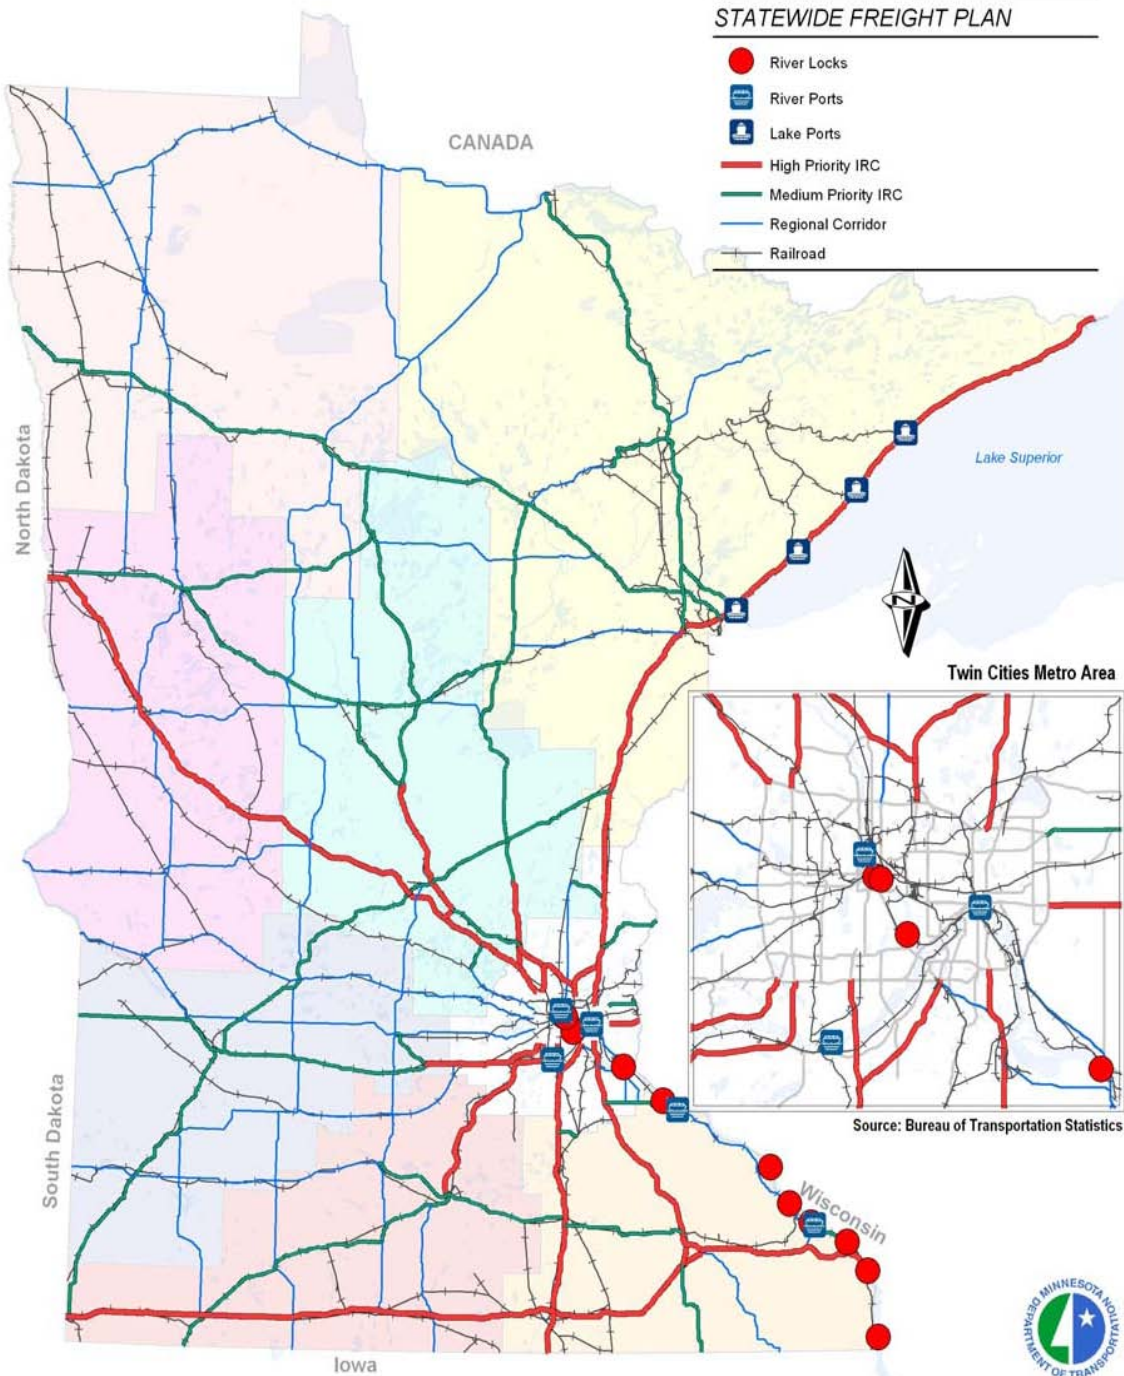 STATEWIDE FREIGHT PLAN
River Locks
River Ports
Lake Ports
High Priority IRC
Medium Priority IRC
Regional Corridor
Railroad
CANADA
North Dakota
Lake Superior
N
Twin Cities Metro Area
Source: Bureau of Transportation Statistics
South Dakota
Wisconsin
Iowa
MINNESOTA
DEPARTMENT OF TRANSPORTATION